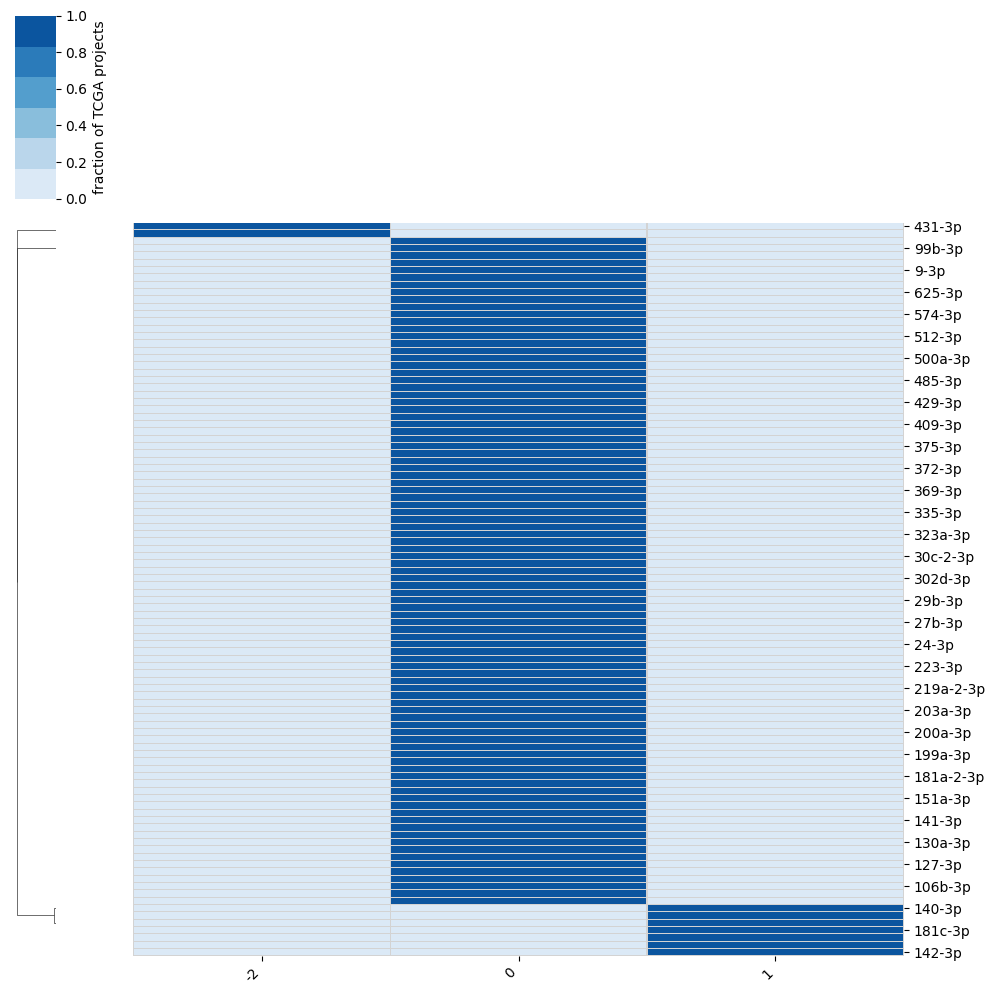 1.0
0.8
0.6
0.4
0.2
0.0
fraction of TCGA projects
431-3p
99b-3p
9-3p
625-3p
574-3p
512-3p
500a-3p
485-3p
429-3p
409-3p
375-3p
372-3p
369-3p
335-3p
323a-3p
30c-2-3p
302d-3p
29b-3p
27b-3p
24-3p
223-3p
219a-2-3p
203a-3p
200a-3p
199a-3p
181a-2-3p
151a-3p
141-3p
130a-3p
127-3p
106b-3p
140-3p
181c-3p
142-3p
-2
0
1